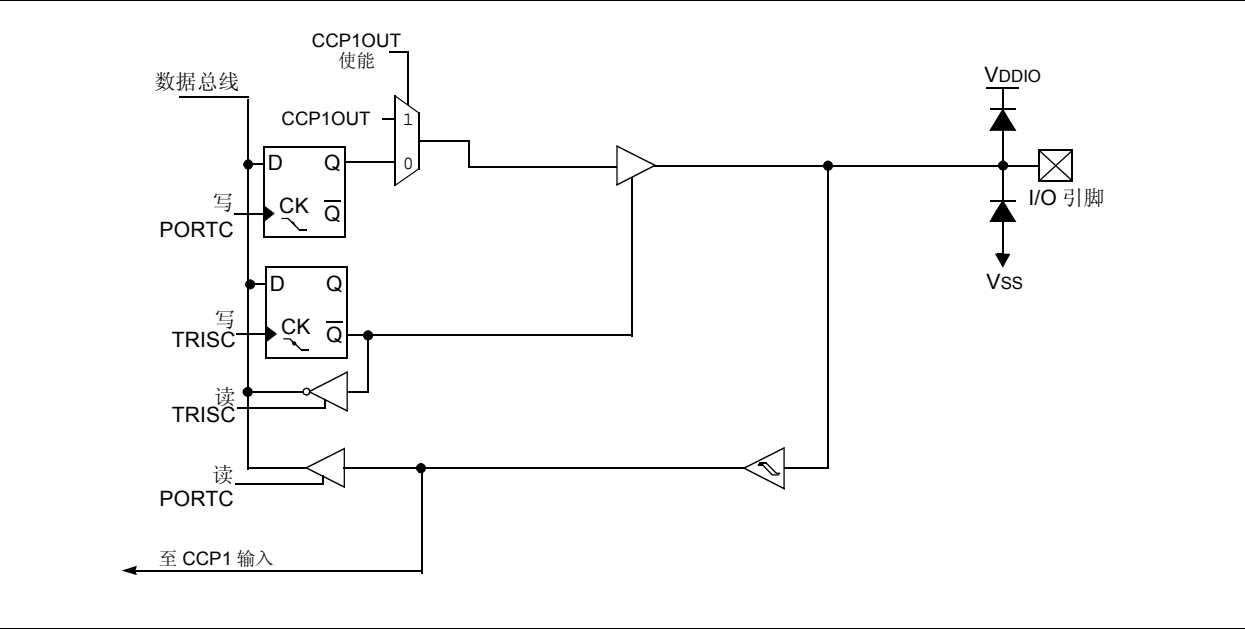 CCP1OUT
使能
数据总线
VDDIO
CCP1OUT
1
D Q
0
I/O 引脚
写
PORTC
CK Q
VSS
D Q
写
TRISC
CK Q
读
TRISC
读
PORTC
至 CCP1 输入